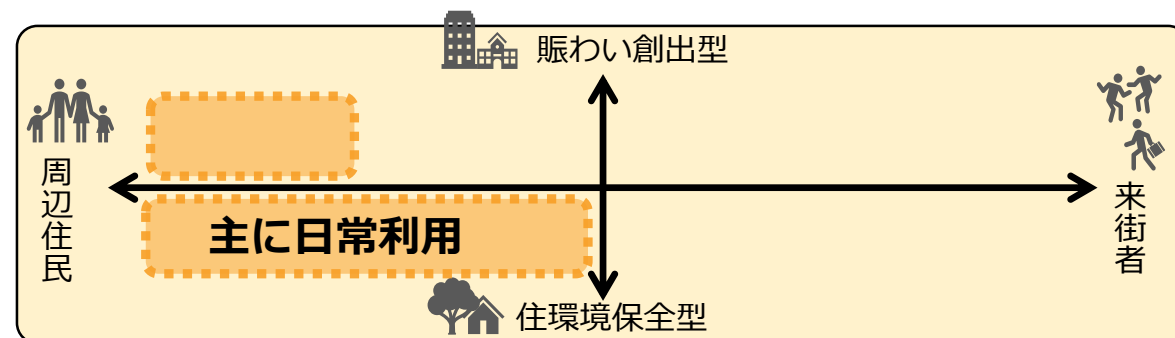 賑わい創出型
周辺住民
来街者
主に日常利用
住環境保全型